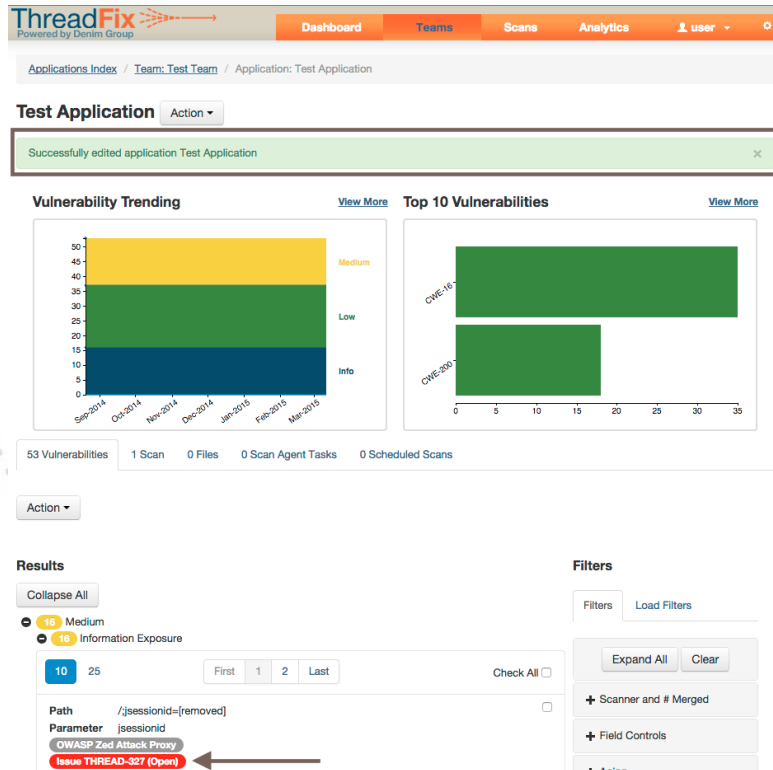 ThreadFix
Powered by Denim Group
Dashboard Teams Scans Analytics user
Applications Index / Team: Test Team / Application: Test Application
Test Application Action
Successfully edited application Test Application ×
Vulnerability Trending View More
50
45
40
35
30
25
20
15
10
5
0
Medium
Low
Info
Sep-2014 Oct-2014 Nov-2014 Dec-2014 Jan-2015 Feb-2015 Mar-2015
Top 10 Vulnerabilities View More
CWE-16
CWE-200
0 5 10 15 20 25 30 35
53 Vulnerabilities 1 Scan 0 Files 0 Scan Agent Tasks 0 Scheduled Scans
Action
Results
Collapse All
16 Medium
16 Information Exposure
10 25 First 1 2 Last Check All
Path /;jsessionid=[removed]
Parameter jsessionid
OWASP Zed Attack Proxy
Issue THREAD-327 (Open)
Filters
Filters Load Filters
Expand All Clear
+ Scanner and # Merged
+ Field Controls